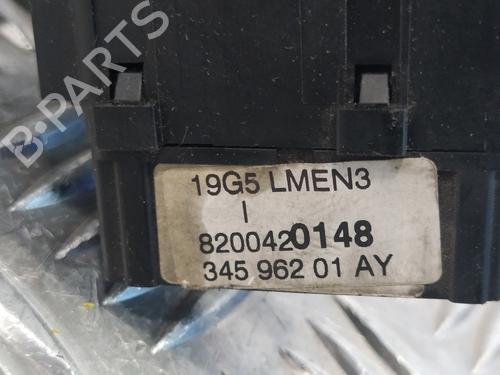 B-PARTS
19G5 LMEN3
I
8200420148
345 962 01 AY